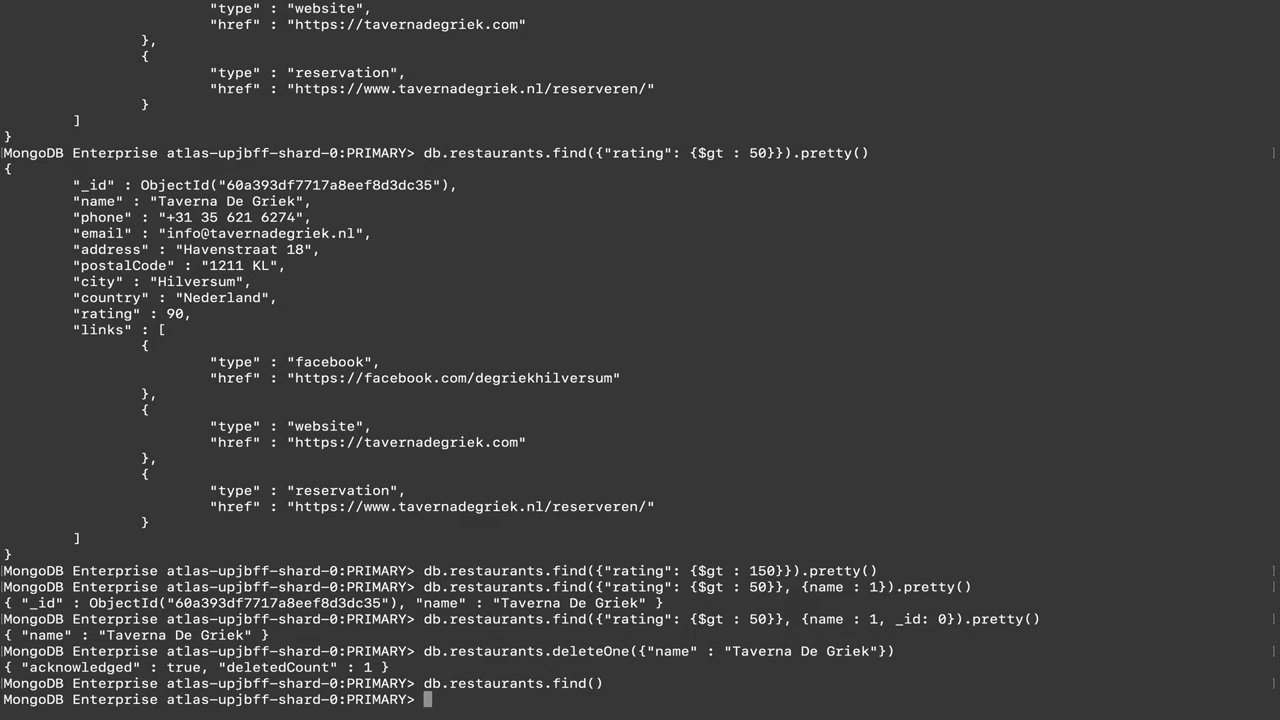 "type" : "website",
"href" : "https://tavernadegriek.com"
},
{
"type" : "reservation",
"href" : "https://www.tavernadegriek.nl/reserveren/"
}
]
}
MongoDB Enterprise atlas-upjbff-shard-0:PRIMARY> db.restaurants.find({"rating": {$gt : 50}}).pretty()
{
"_id" : ObjectId("60a393df7717a8eef8d3dc35"),
"name" : "Taverna De Griek",
"phone" : "+31 35 621 6274",
"email" : "info@tavernadegriek.nl",
"address" : "Havenstraat 18",
"postalCode" : "1211 KL",
"city" : "Hilversum",
"country" : "Nederland",
"rating" : 90,
"links" : [
{
"type" : "facebook",
"href" : "https://facebook.com/degriekhilversum"
},
{
"type" : "website",
"href" : "https://tavernadegriek.com"
},
{
"type" : "reservation",
"href" : "https://www.tavernadegriek.nl/reserveren/"
}
]
}
MongoDB Enterprise atlas-upjbff-shard-0:PRIMARY> db.restaurants.find({"rating": {$gt : 150}}).pretty()
MongoDB Enterprise atlas-upjbff-shard-0:PRIMARY> db.restaurants.find({"rating": {$gt : 50}}, {name : 1}).pretty()
{ "_id" : ObjectId("60a393df7717a8eef8d3dc35"), "name" : "Taverna De Griek" }
MongoDB Enterprise atlas-upjbff-shard-0:PRIMARY> db.restaurants.find({"rating": {$gt : 50}}, {name : 1, _id: 0}).pretty()
{ "name" : "Taverna De Griek" }
MongoDB Enterprise atlas-upjbff-shard-0:PRIMARY> db.restaurants.deleteOne({"name" : "Taverna De Griek"})
{ "acknowledged" : true, "deletedCount" : 1 }
MongoDB Enterprise atlas-upjbff-shard-0:PRIMARY> db.restaurants.find()
MongoDB Enterprise atlas-upjbff-shard-0:PRIMARY>